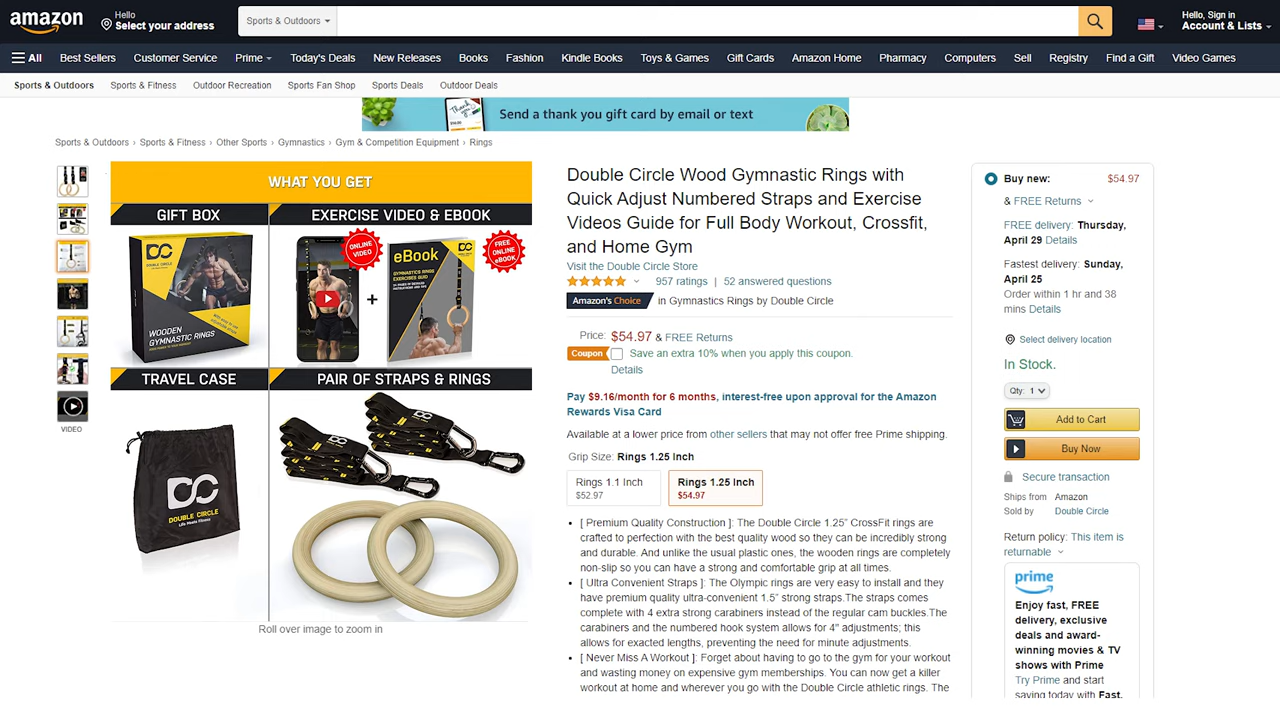 amazon
Hello
Select your address
Sports & Outdoors
Hello, Sign in
Account & Lists
All
Best Sellers
Customer Service
Prime
Today's Deals
New Releases
Books
Fashion
Kindle Books
Toys & Games
Gift Cards
Amazon Home
Pharmacy
Computers
Sell
Registry
Find a Gift
Video Games
Sports & Outdoors
Sports & Fitness
Outdoor Recreation
Sports Fan Shop
Sports Deals
Outdoor Deals
Send a thank you gift card by email or text
Sports & Outdoors › Sports & Fitness › Other Sports › Gymnastics › Gym & Competition Equipment › Rings
VIDEO
WHAT YOU GET
GIFT BOX
EXERCISE VIDEO & EBOOK
DOUBLE CIRCLE
WOODEN
GYMNASTIC RINGS
ONLINE
VIDEO
+
eBook
FREE
ONLINE
eBOOK
TRAVEL CASE
PAIR OF STRAPS & RINGS
DOUBLE CIRCLE
Life Meets Fitness
Roll over image to zoom in
Double Circle Wood Gymnastic Rings with
Quick Adjust Numbered Straps and Exercise
Videos Guide for Full Body Workout, Crossfit,
and Home Gym
Visit the Double Circle Store
957 ratings | 52 answered questions
Amazon's Choice in Gymnastics Rings by Double Circle
Price: $54.97 & FREE Returns
Coupon Save an extra 10% when you apply this coupon.
Details
Pay $9.16/month for 6 months, interest-free upon approval for the Amazon
Rewards Visa Card
Available at a lower price from other sellers that may not offer free Prime shipping.
Grip Size: Rings 1.25 Inch
Rings 1.1 Inch
$52.97
Rings 1.25 Inch
$54.97
• [ Premium Quality Construction ]: The Double Circle 1.25” CrossFit rings are
crafted to perfection with the best quality wood so they can be incredibly strong
and durable. And unlike the usual plastic ones, the wooden rings are completely
non-slip so you can have a strong and comfortable grip at all times.
• [ Ultra Convenient Straps ]: The Olympic rings are very easy to install and they
have premium quality ultra-convenient 1.5” strong straps.The straps comes
complete with 4 extra strong carabiners instead of the regular cam buckles.The
carabiners and the numbered hook system allows for 4" adjustments; this
allows for exacted lengths, preventing the need for minute adjustments.
• [ Never Miss A Workout ]: Forget about having to go to the gym for your workout
and wasting money on expensive gym memberships. You can now get a killer
workout at home and wherever you go with the Double Circle athletic rings. The
Buy new: $54.97
& FREE Returns
FREE delivery: Thursday,
April 29 Details
Fastest delivery: Sunday,
April 25
Order within 1 hr and 38
mins Details
Select delivery location
In Stock.
Qty: 1
Add to Cart
Buy Now
Secure transaction
Ships from Amazon
Sold by Double Circle
Return policy: This item is
returnable
prime
Enjoy fast, FREE
delivery, exclusive
deals and award-
winning movies & TV
shows with Prime
Try Prime and start
saving today with Fast,